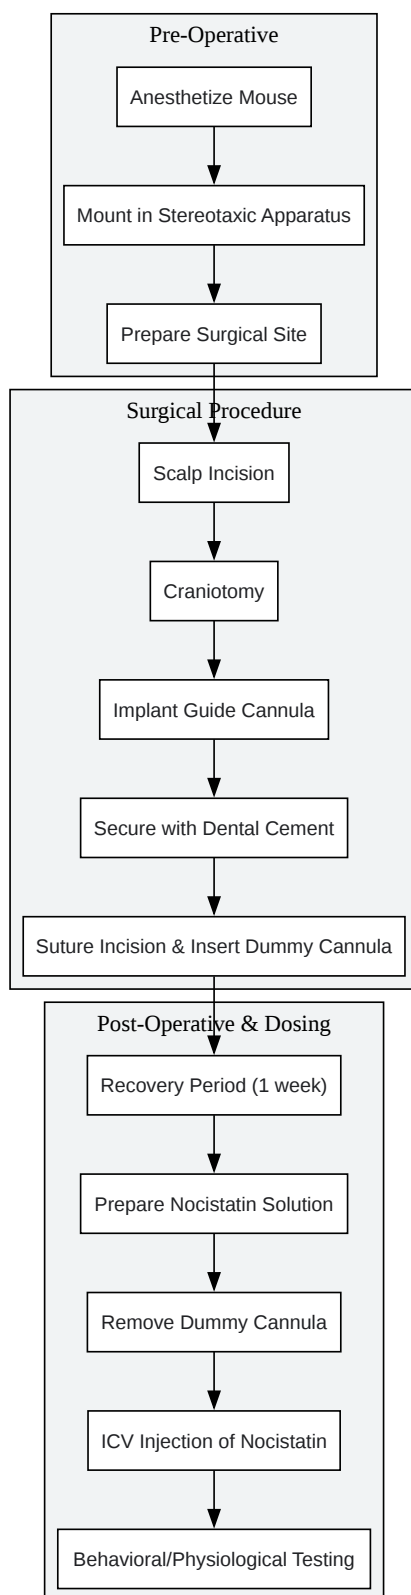 Pre-Operative
Anesthetize Mouse
Mount in Stereotaxic Apparatus
Prepare Surgical Site
Surgical Procedure
Scalp Incision
Craniotomy
Implant Guide Cannula
Secure with Dental Cement
Suture Incision & Insert Dummy Cannula
Post-Operative & Dosing
Recovery Period (1 week)
Prepare Nocistatin Solution
Remove Dummy Cannula
ICV Injection of Nocistatin
Behavioral/Physiological Testing